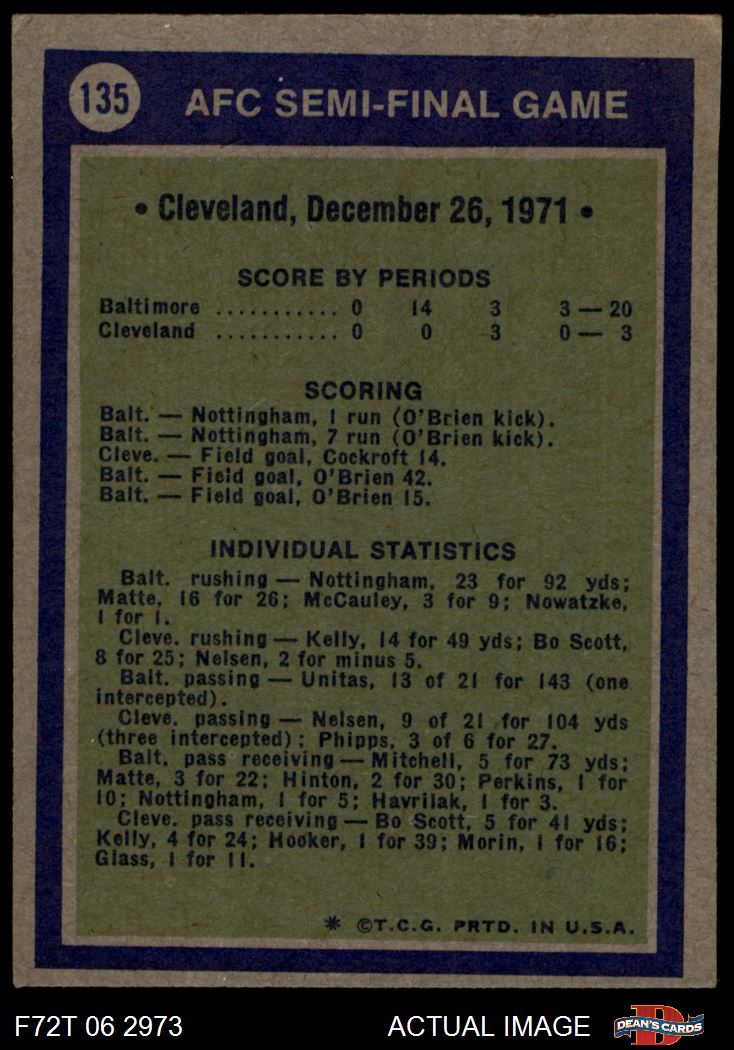 135 AFC SEMI-FINAL GAME
• Cleveland, December 26, 1971 •
SCORE BY PERIODS
Baltimore ........... 0 14 3 3 — 20
Cleveland ........... 0 0 3 0 — 3
SCORING
Balt. — Nottingham, 1 run (O'Brien kick).
Balt. — Nottingham, 7 run (O'Brien kick).
Cleve. — Field goal, Cockroft 14.
Balt. — Field goal, O'Brien 42.
Balt. — Field goal, O'Brien 15.
INDIVIDUAL STATISTICS
Balt. rushing — Nottingham, 23 for 92 yds;
Matte, 16 for 26; McCauley, 3 for 9; Nowatzke,
1 for 1.
Cleve. rushing — Kelly, 14 for 49 yds; Bo Scott,
8 for 25; Nelsen, 2 for minus 5.
Balt. passing — Unitas, 13 of 21 for 143 (one
intercepted).
Cleve. passing — Nelsen, 9 of 21 for 104 yds
(three intercepted); Phipps, 3 of 6 for 27.
Balt. pass receiving — Mitchell, 5 for 73 yds;
Matte, 3 for 22; Hinton, 2 for 30; Perkins, 1 for
10; Nottingham, 1 for 5; Havrilak, 1 for 3.
Cleve. pass receiving — Bo Scott, 5 for 41 yds;
Kelly, 4 for 24; Hooker, 1 for 39; Morin, 1 for 16;
Glass, 1 for 11.
* ©T.C.G. PRTD. IN U.S.A.
F72T 06 2973 ACTUAL IMAGE D DEAN'S CARDS